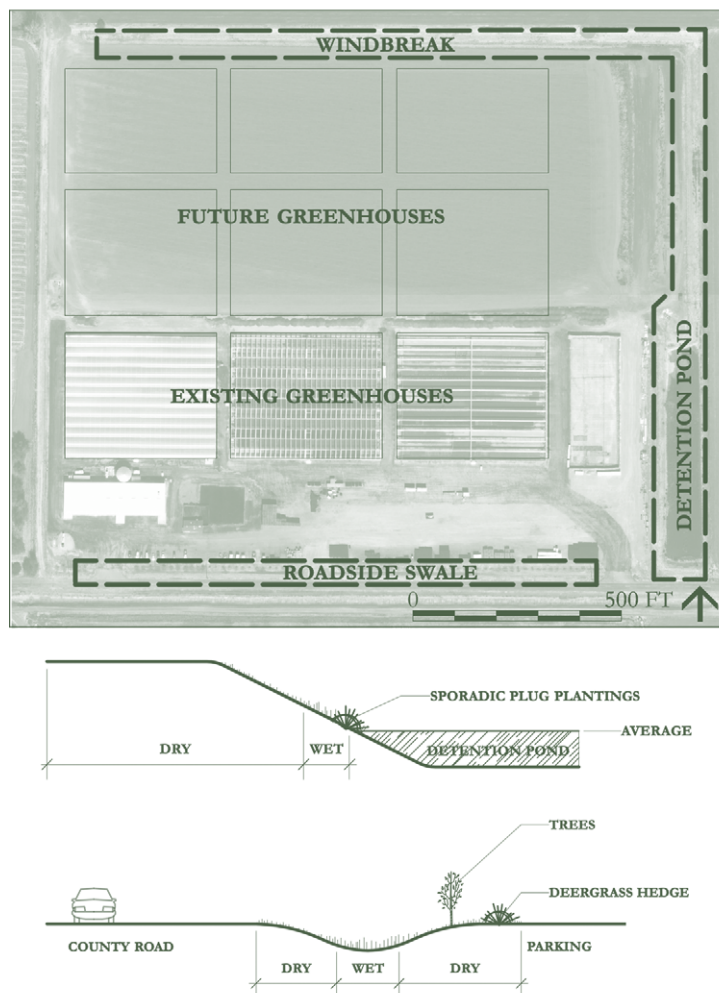 WINDBREAK
FUTURE GREENHOUSES
EXISTING GREENHOUSES
DETENTION POND
ROADSIDE SWALE
0 500 FT
SPORADIC PLUG PLANTINGS
AVERAGE
DRY WET DETENTION POND
TREES
DEERGRASS HEDGE
COUNTY ROAD PARKING
DRY WET DRY